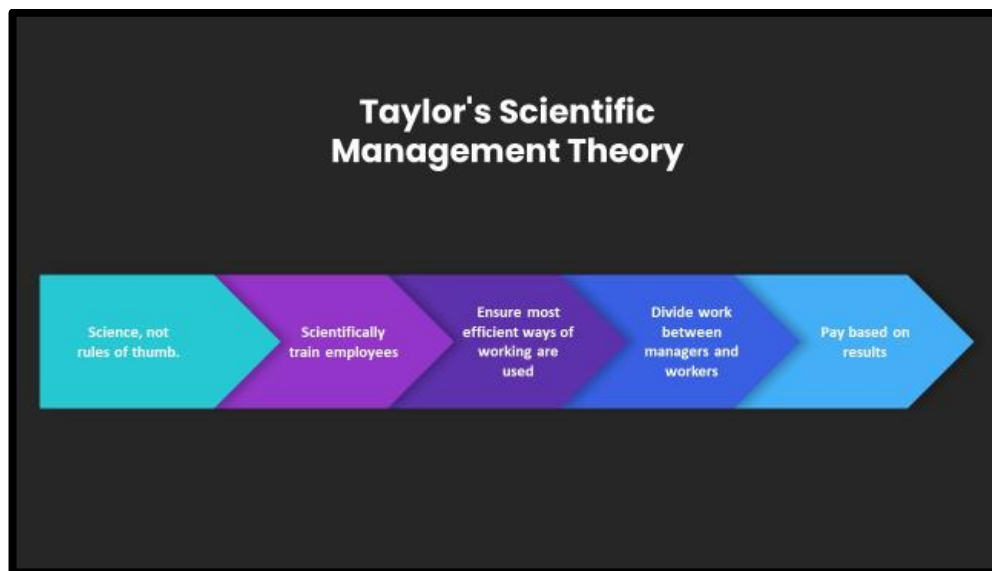 Taylor's Scientific
Management Theory
Science, not
rules of thumb.
Scientifically
train employees
Ensure most
efficient ways of
working are
used
Divide work
between
managers and
workers
Pay based on
results